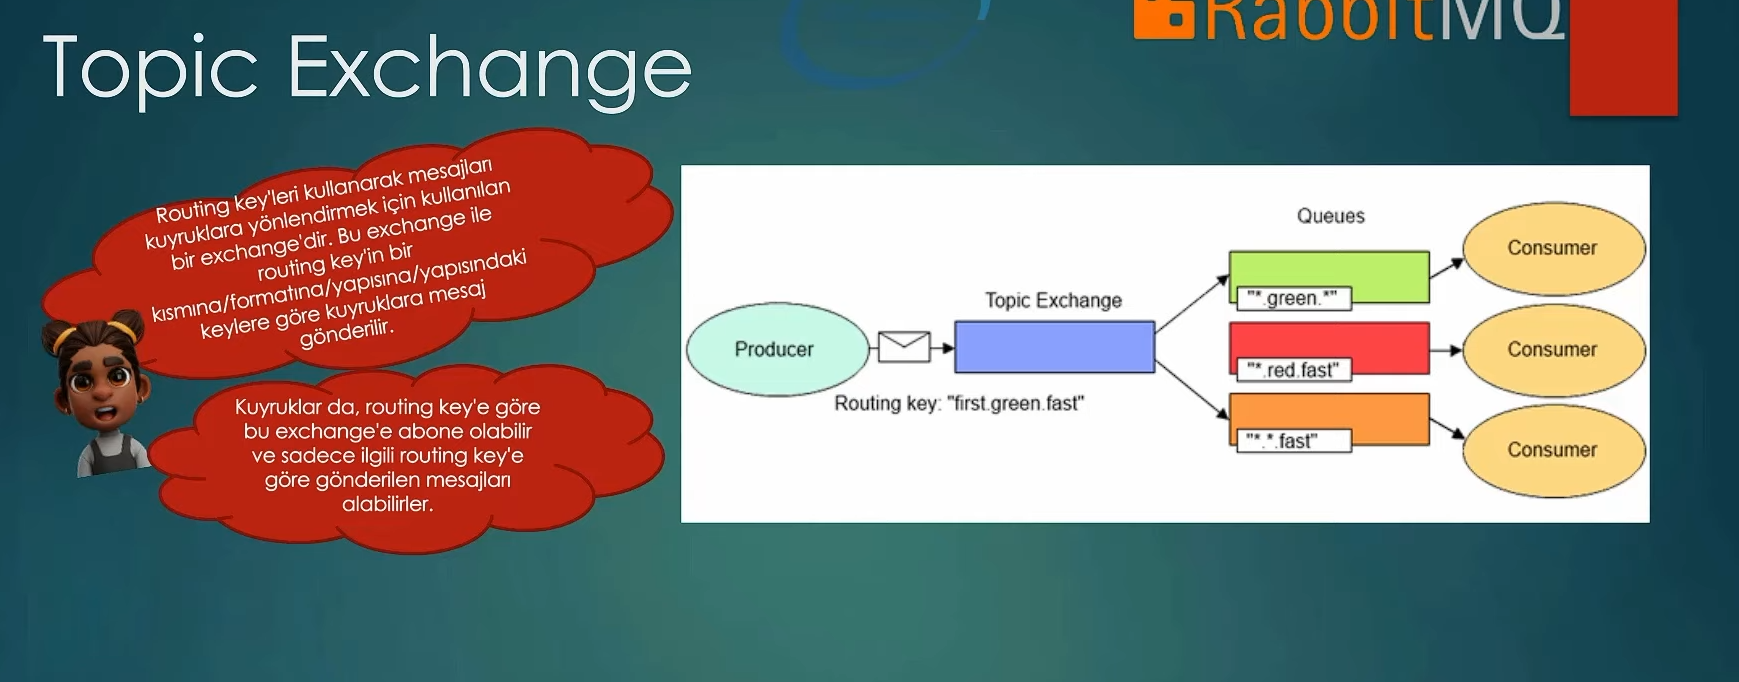 RabbitMQ
Topic Exchange
Routing key'leri kullanarak mesajları
kuyruklara yönlendirmek için kullanılan
bir exchange'dir. Bu exchange ile
routing key'in bir
kısmına/formatına/yapısına/yapısındaki
keylere göre kuyruklara mesaj
gönderilir.
Kuyruklar da, routing key'e göre
bu exchange'e abone olabilir
ve sadece ilgili routing key'e
göre gönderilen mesajları
alabilirler.
Queues
Topic Exchange
Producer
Routing key: "first.green.fast"
"*.green.*"
"*.red.fast"
"*.*.fast"
Consumer
Consumer
Consumer